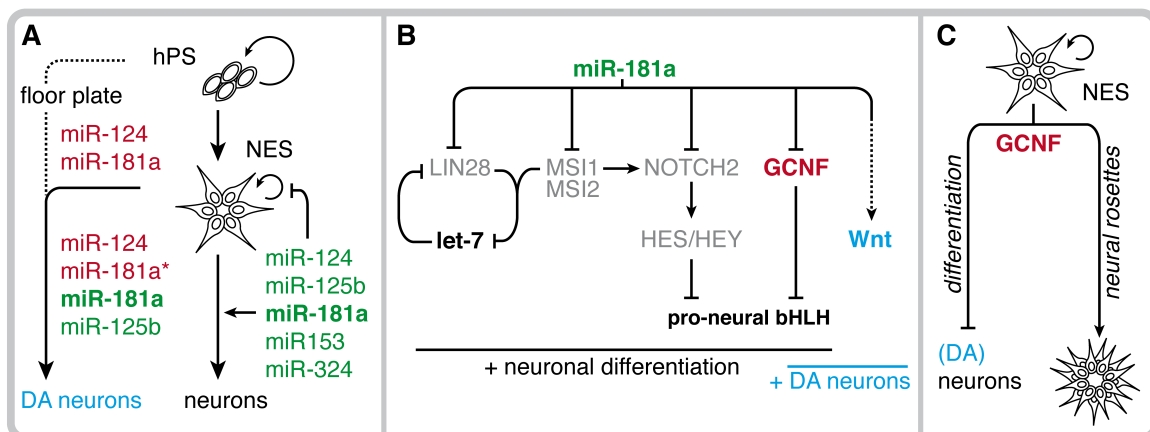 A
hPS
floor plate
miR-124
miR-181a
NES
miR-124
miR-181a*
miR-181a
miR-125b
miR-124
miR-125b
miR-181a
miR153
miR-324
DA neurons
neurons
B
miR-181a
LIN28
MSI1
MSI2
NOTCH2
GCNF
let-7
HES/HEY
Wnt
pro-neural bHLH
+ neuronal differentiation
+ DA neurons
C
NES
GCNF
differentiation
neural rosettes
(DA)
neurons